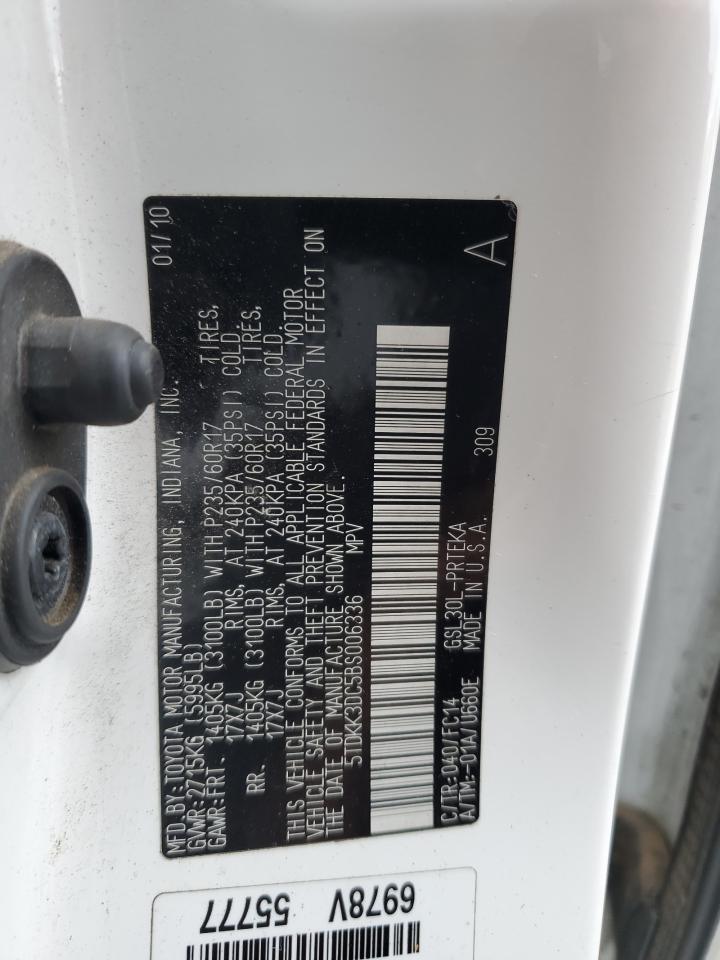 MFD.BY:TOYOTA MOTOR MANUFACTURING, INDIANA, INC. 01/10
GVWR:2715KG (5995LB)
GAWR:FRT. 1405KG (3100LB) WITH P235/60R17 TIRES,
17X7J RIMS, AT 240KPA (35PSI) COLD.
RR. 1405KG (3100LB) WITH P235/60R17 TIRES,
17X7J RIMS, AT 240KPA (35PSI) COLD.
THIS VEHICLE CONFORMS TO ALL APPLICABLE FEDERAL MOTOR
VEHICLE SAFETY AND THEFT PREVENTION STANDARDS IN EFFECT ON
THE DATE OF MANUFACTURE SHOWN ABOVE.
5TDKK3DC5BS006336 MPV
C/TR:040/FC14 GSL30L-PRTEKA 309
A/TM:-01A/U660E MADE IN U.S.A. A
6978V
55777